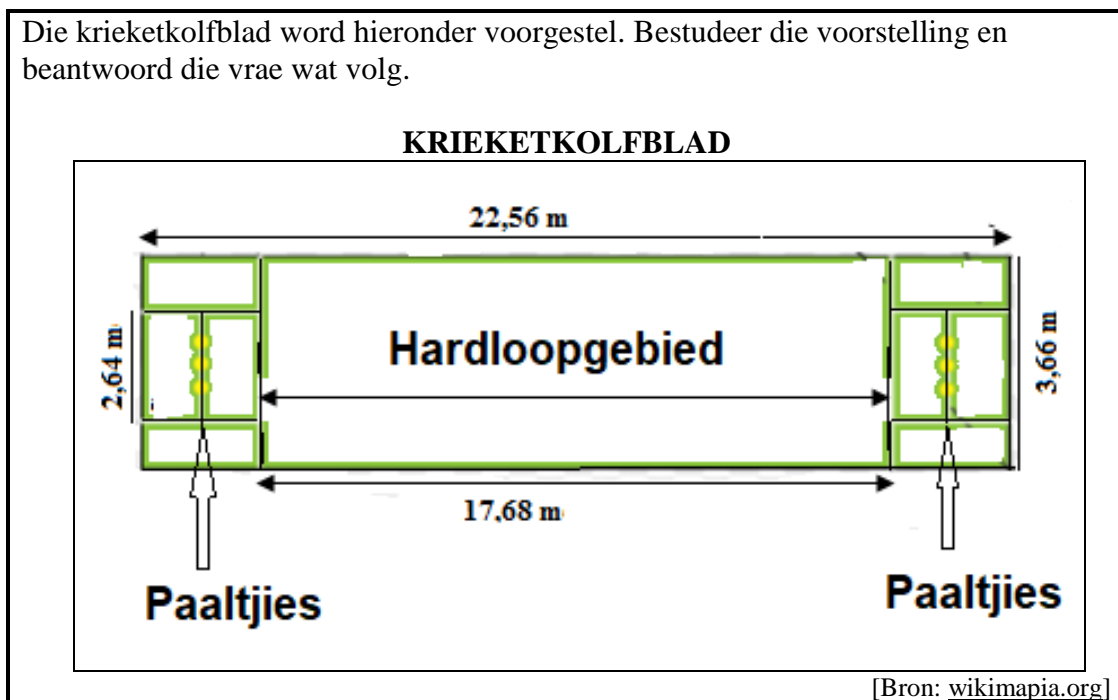 Die krieketkolfblad word hieronder voorgestel. Bestudeer die voorstelling en
beantwoord die vrae wat volg.
KRIEKETKOLFBLAD
22,56 m
2,64 m
Hardloopgebied
3,66 m
17,68 m
Paaltjies
Paaltjies
[Bron: wikimapia.org]